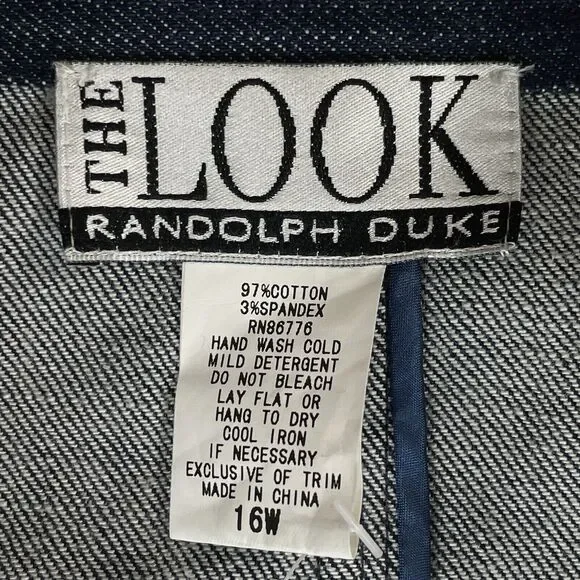 THE LOOK
RANDOLPH DUKE
97%COTTON
3%SPANDEX
RN86776
HAND WASH COLD
MILD DETERGENT
DO NOT BLEACH
LAY FLAT OR
HANG TO DRY
COOL IRON
IF NECESSARY
EXCLUSIVE OF TRIM
MADE IN CHINA
16W